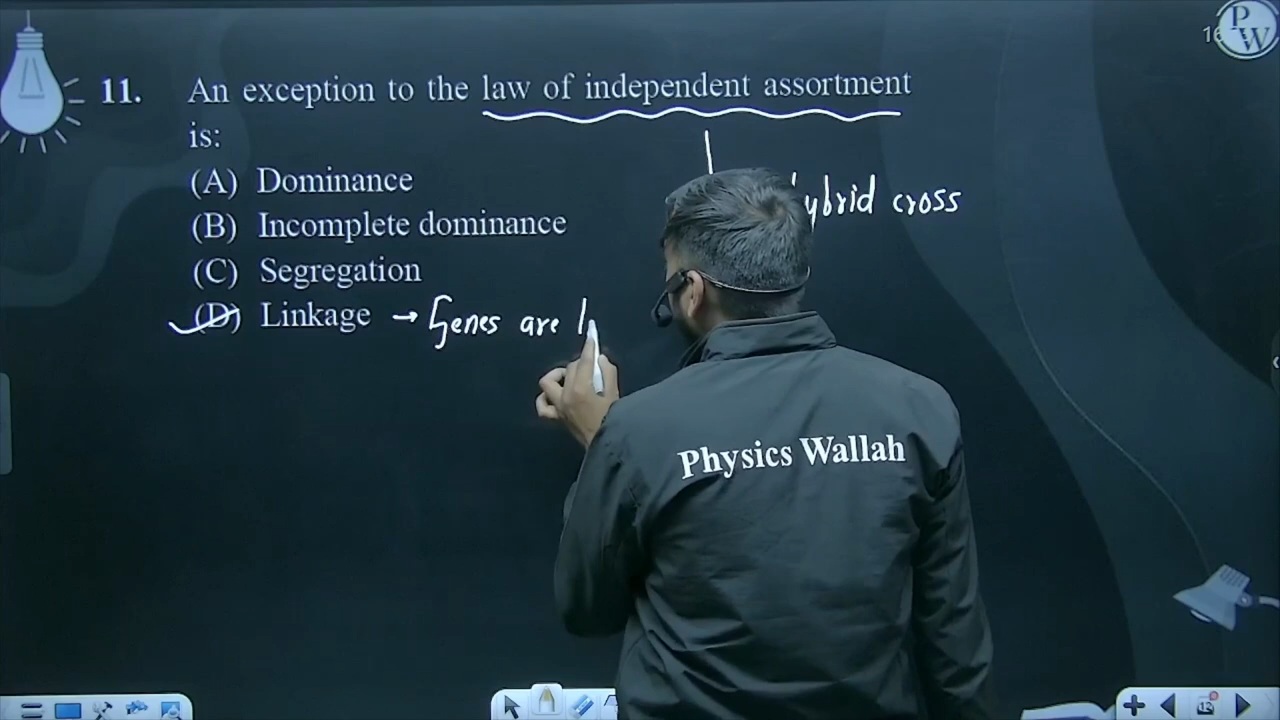 PW
11. An exception to the law of independent assortment
is:
(A) Dominance
(B) Incomplete dominance
(C) Segregation
(D) Linkage → Genes are
cross
Physics Wallah